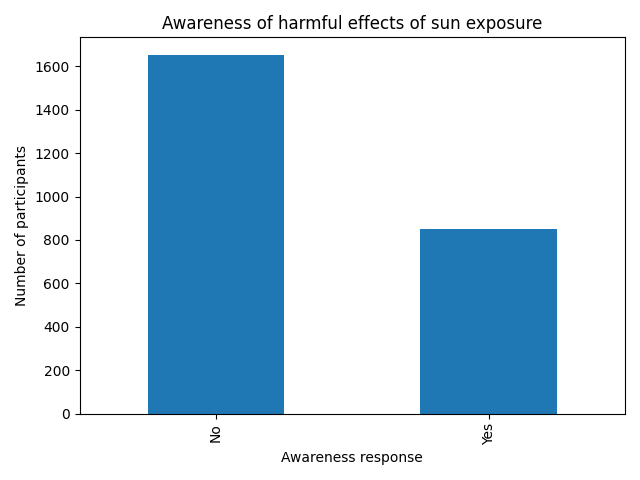 Awareness of harmful effects of sun exposure
1600
1400
1200
1000
800
600
400
200
0
Number of participants
No
Yes
Awareness response